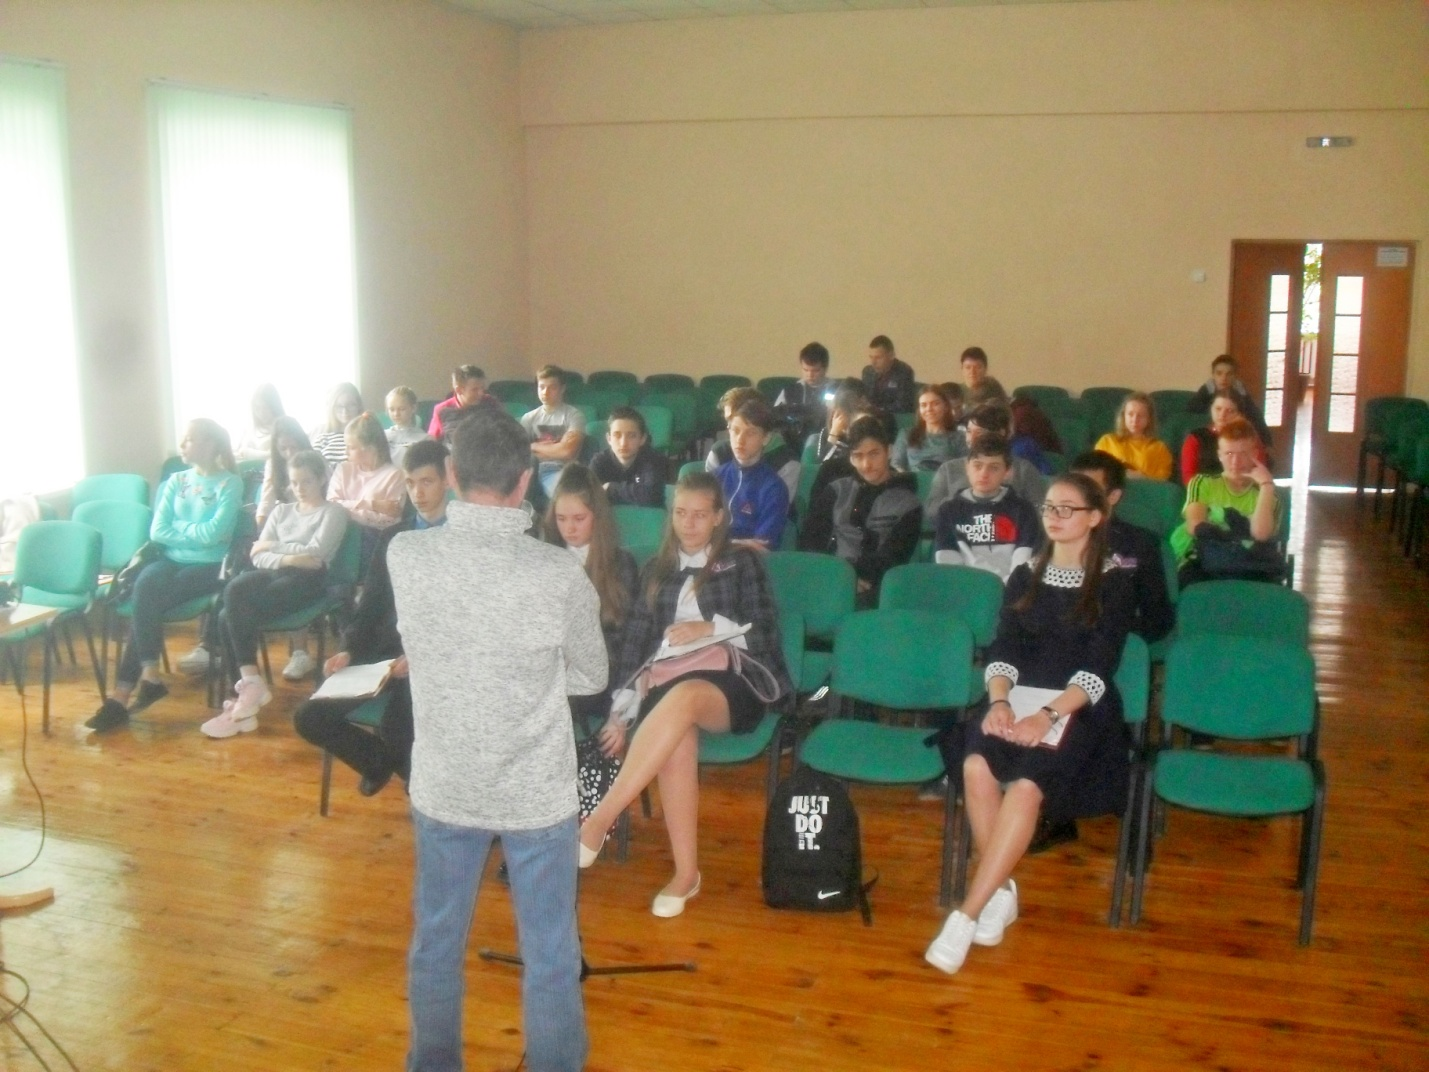 THE
NORTH
FACE
JUST
DO
IT.